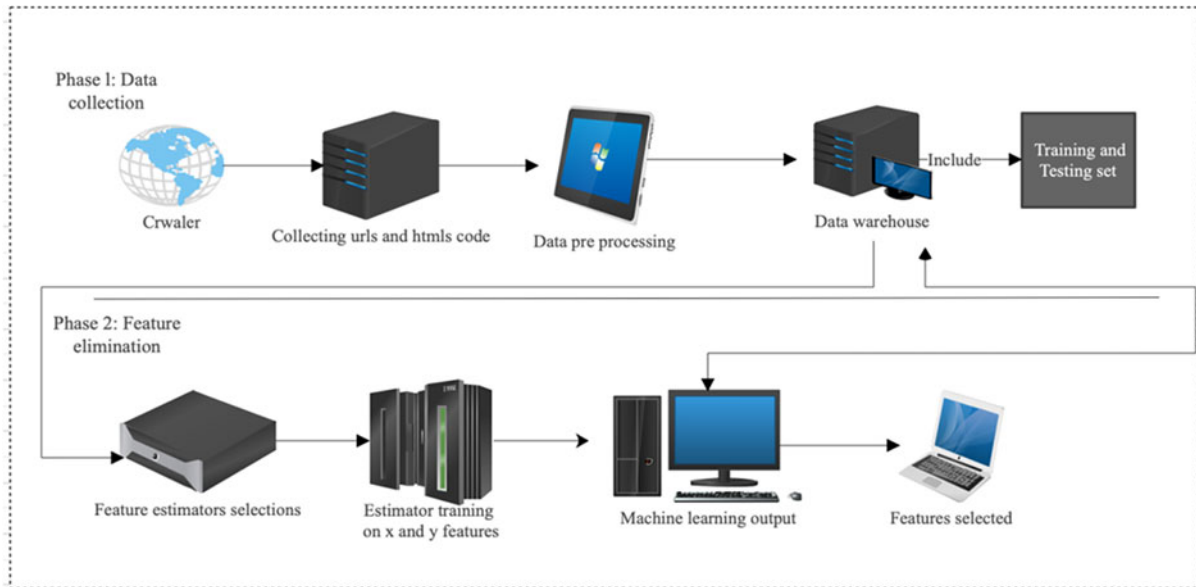 Phase l: Data
collection
Crwaler
Collecting urls and htmls code
Data pre processing
Data warehouse
Include
Training and
Testing set
Phase 2: Feature
elimination
Feature estimators selections
Estimator training
on x and y features
Machine learning output
Features selected